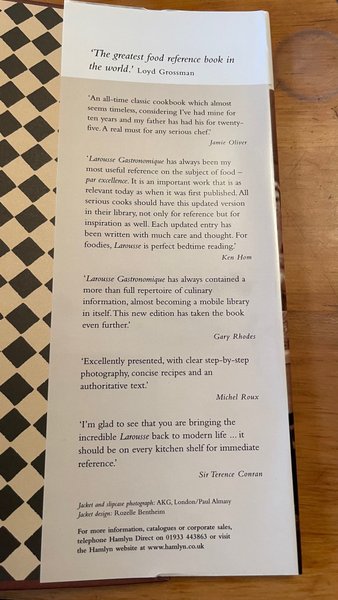 ‘The greatest food reference book in
the world.’ Loyd Grossman
‘An all-time classic cookbook which almost
seems timeless, considering I've had mine for
ten years and my father has had his for twenty-
five. A real must for any serious chef.’
Jamie Oliver
‘Larousse Gastronomique has always been my
most useful reference on the subject of food –
par excellence. It is an important work that is as
relevant today as when it was first published. All
serious cooks should have this updated version
in their library, not only for reference but for
inspiration as well. Each updated entry has
been written with much care and thought. For
foodies, Larousse is perfect bedtime reading.’
Ken Hom
‘Larousse Gastronomique has always contained a
more than full repertoire of culinary
information, almost becoming a mobile library
in itself. This new edition has taken the book
even further.’
Gary Rhodes
‘Excellently presented, with clear step-by-step
photography, concise recipes and an
authoritative text.’
Michel Roux
‘I'm glad to see that you are bringing the
incredible Larousse back to modern life ... it
should be on every kitchen shelf for immediate
reference.’
Sir Terence Conran
Jacket and slipcase photograph: AKG, London/Paul Almasy
Jacket design: Rozelle Bentheim
For more information, catalogues or corporate sales,
telephone Hamlyn Direct on 01933 443863 or visit
the Hamlyn website at www.hamlyn.co.uk